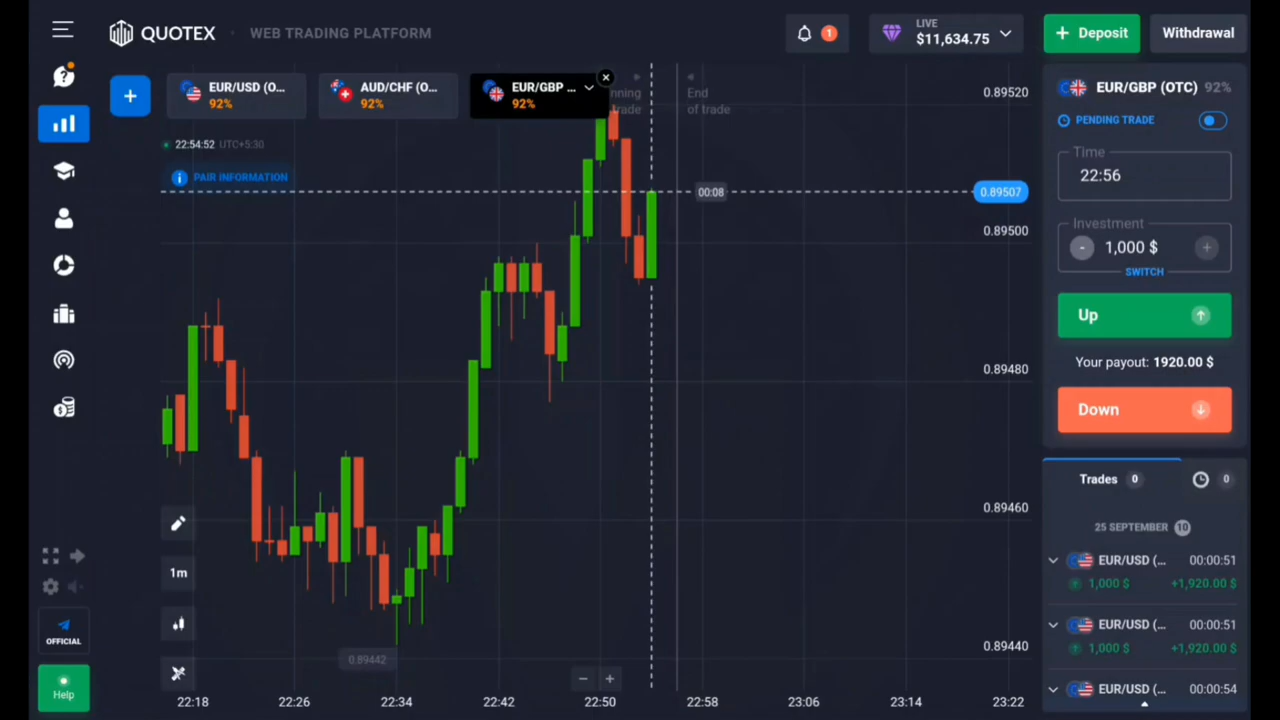 QUOTEX
WEB TRADING PLATFORM
1
LIVE
$11,634.75
+ Deposit
Withdrawal
+
EUR/USD (O...
92%
AUD/CHF (O...
92%
EUR/GBP ...
92%
End
of trade
22:54:52 UTC+5:30
PAIR INFORMATION
00:08
0.89520
0.89507
0.89500
0.89480
0.89460
0.89440
0.89442
1m
22:18
22:26
22:34
22:42
22:50
22:58
23:06
23:14
23:22
OFFICIAL
Help
EUR/GBP (OTC) 92%
PENDING TRADE
Time
22:56
Investment
- 1,000 $ +
SWITCH
Up
Your payout: 1920.00 $
Down
Trades 0
0
25 SEPTEMBER 10
EUR/USD (... 00:00:51
1,000 $ +1,920.00 $
EUR/USD (... 00:00:51
1,000 $ +1,920.00 $
EUR/USD (... 00:00:54